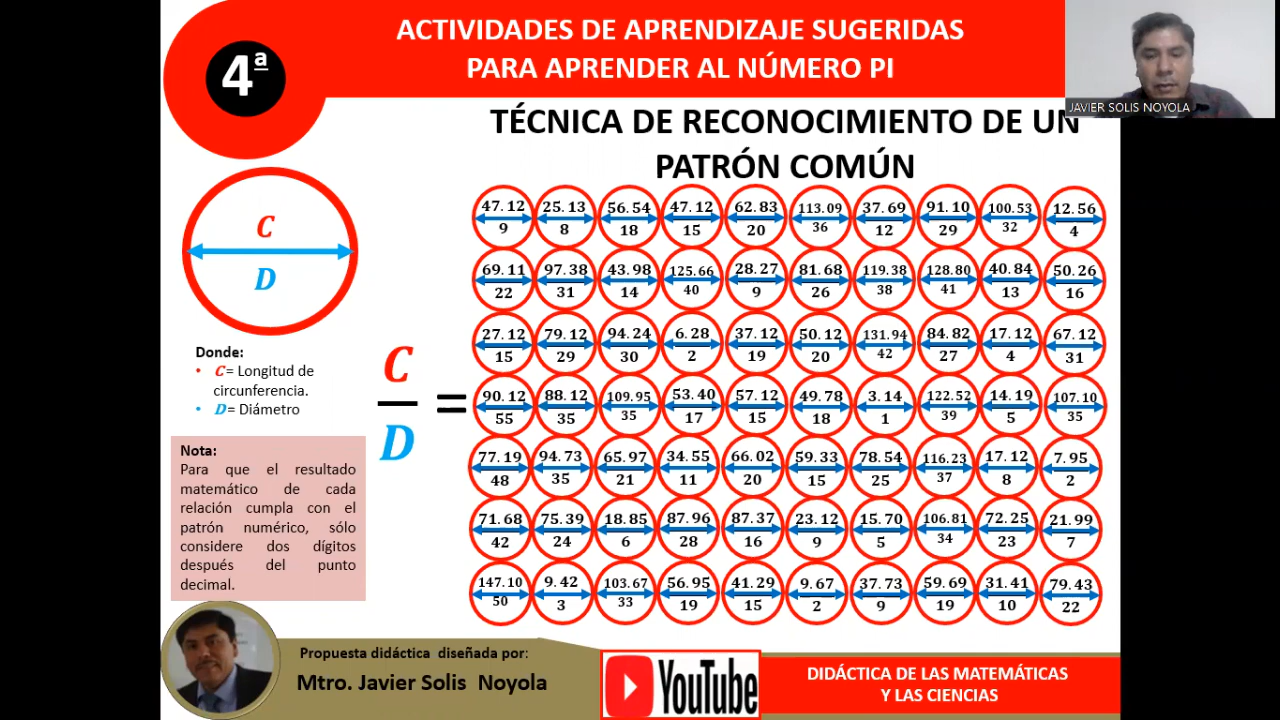 4ª
ACTIVIDADES DE APRENDIZAJE SUGERIDAS
PARA APRENDER AL NÚMERO PI
JAVIER SOLIS NOYOLA
TÉCNICA DE RECONOCIMIENTO DE UN
PATRÓN COMÚN
C
D
Donde:
• C= Longitud de
circunferencia.
• D= Diámetro
Nota:
Para que el resultado
matemático de cada
relación cumpla con el
patrón numérico, sólo
considere dos dígitos
después del punto
decimal.
C
D
=
47.12 25.13 56.54 47.12 62.83 113.09 37.69 91.10 100.53 12.56
9 8 18 15 20 36 12 29 32 4
69.11 97.38 43.98 125.66 28.27 81.68 119.38 128.80 40.84 50.26
22 31 14 40 9 26 38 41 13 16
27.12 79.12 94.24 6.28 37.12 50.12 131.94 84.82 17.12 67.12
15 29 30 2 19 20 42 27 4 31
90.12 88.12 109.95 53.40 57.12 49.78 3.14 122.52 14.19 107.10
55 35 35 17 15 18 1 39 5 35
77.19 94.73 65.97 34.55 66.02 59.33 78.54 116.23 17.12 7.95
48 35 21 11 20 15 25 37 8 2
71.68 75.39 18.85 87.96 87.37 23.12 15.70 106.81 72.25 21.99
42 24 6 28 16 9 5 34 23 7
147.10 9.42 103.67 56.95 41.29 9.67 37.73 59.69 31.41 79.43
50 3 33 19 15 2 9 19 10 22
Propuesta didáctica diseñada por:
Mtro. Javier Solis Noyola
YouTube
DIDÁCTICA DE LAS MATEMÁTICAS
Y LAS CIENCIAS